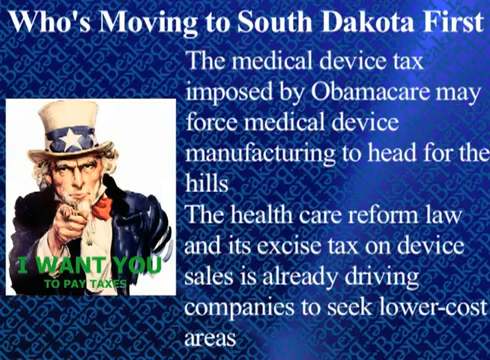 Who's Moving to South Dakota First
The medical device tax
imposed by Obamacare may
force medical device
manufacturing to head for the
hills
The health care reform law
and its excise tax on device
sales is already driving
companies to seek lower-cost
areas
I WANT YOU
TO PAY TAXES